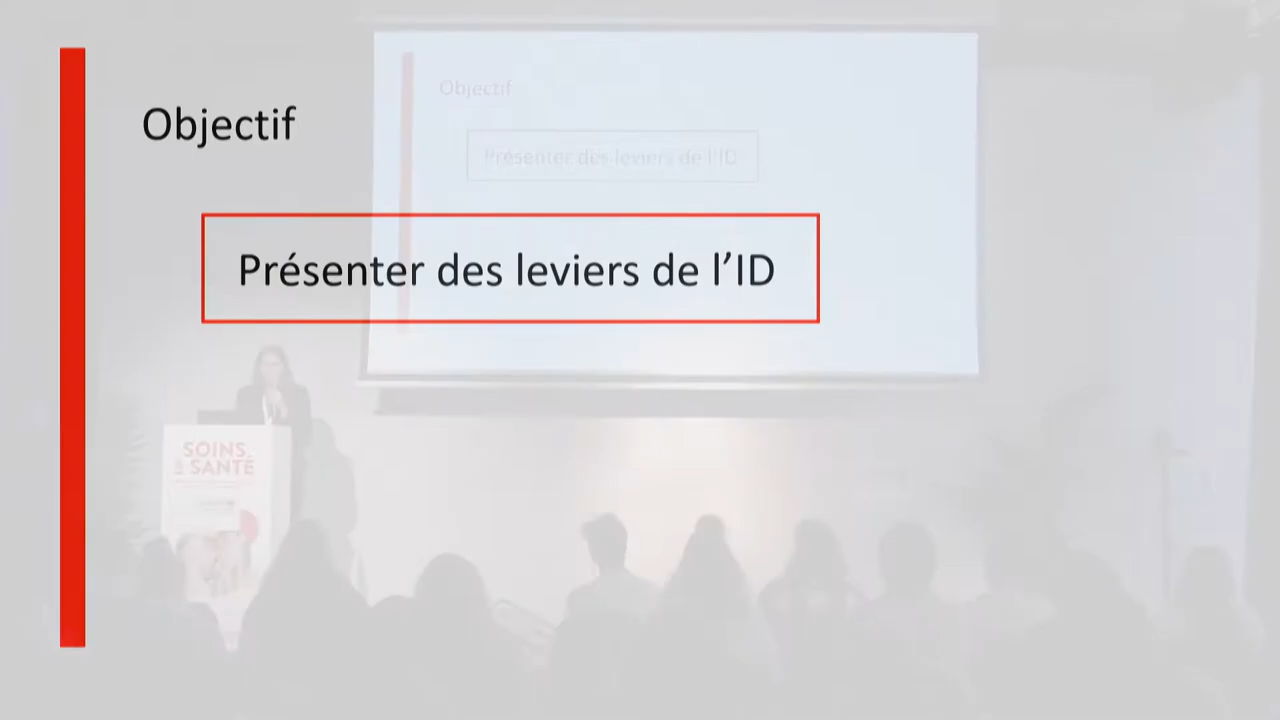 Objectif
Présenter des leviers de l’ID
Objectif
Présenter des leviers de l'ID
SOINS
SANTÉ